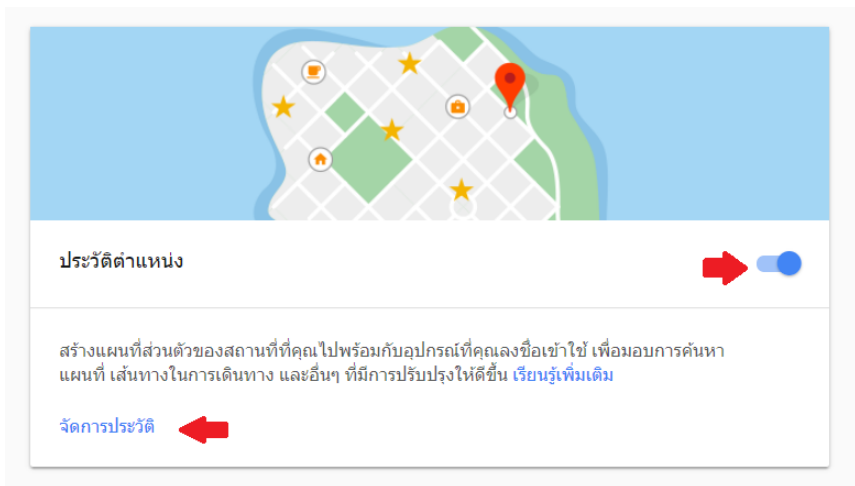 ประวัติตำแหน่ง
สร้างแผนที่ส่วนตัวของสถานที่ที่คุณไปพร้อมกับอุปกรณ์ที่คุณลงชื่อเข้าใช้ เพื่อมอบการค้นหา
แผนที่ เส้นทางในการเดินทาง และอื่นๆ ที่มีการปรับปรุงให้ดีขึ้น เรียนรู้เพิ่มเติม
จัดการประวัติ